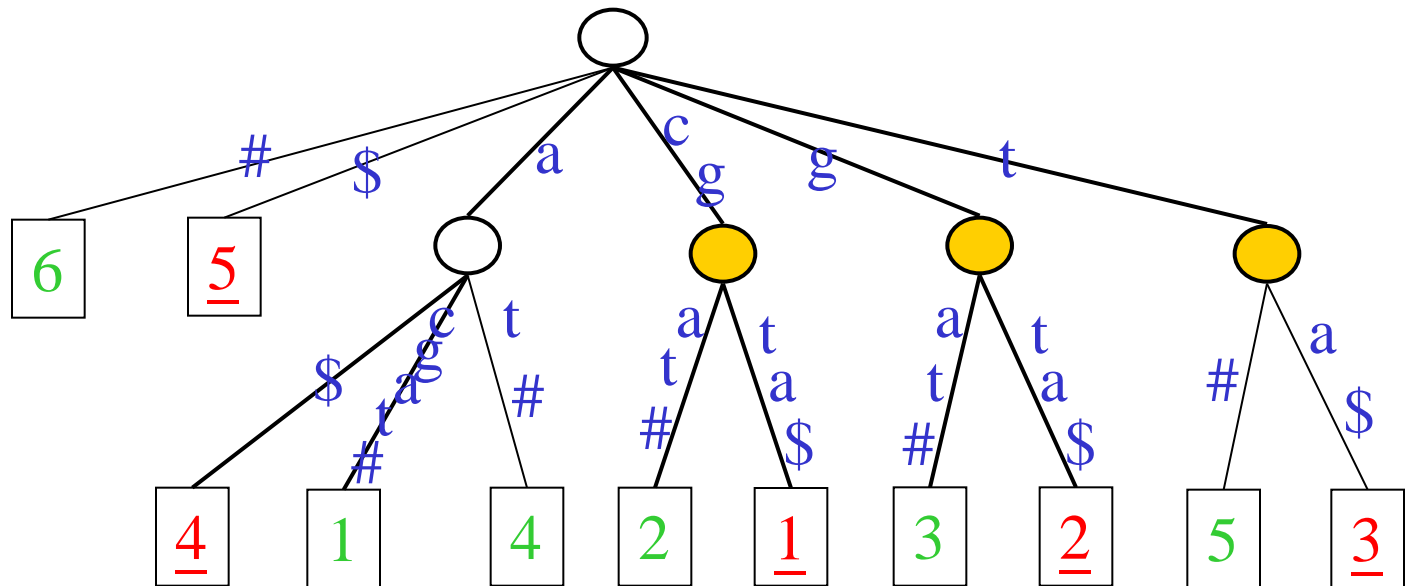 # $ a c g t
g
6 5
$ c t a t a t # a
g # t a t a $
a # $ # $
t
#
4 1 4 2 1 3 2 5 3